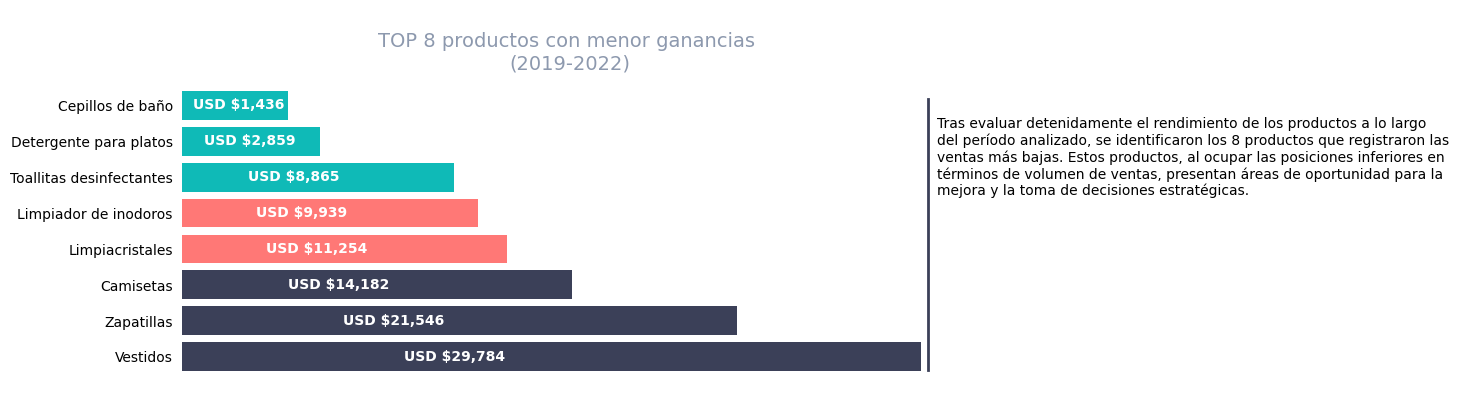 TOP 8 productos con menor ganancias
(2019-2022)
Cepillos de baño USD $1,436
Detergente para platos USD $2,859
Toallitas desinfectantes USD $8,865
Limpiador de inodoros USD $9,939
Limpiacristales USD $11,254
Camisetas USD $14,182
Zapatillas USD $21,546
Vestidos USD $29,784
Tras evaluar detenidamente el rendimiento de los productos a lo largo
del período analizado, se identificaron los 8 productos que registraron las
ventas más bajas. Estos productos, al ocupar las posiciones inferiores en
términos de volumen de ventas, presentan áreas de oportunidad para la
mejora y la toma de decisiones estratégicas.